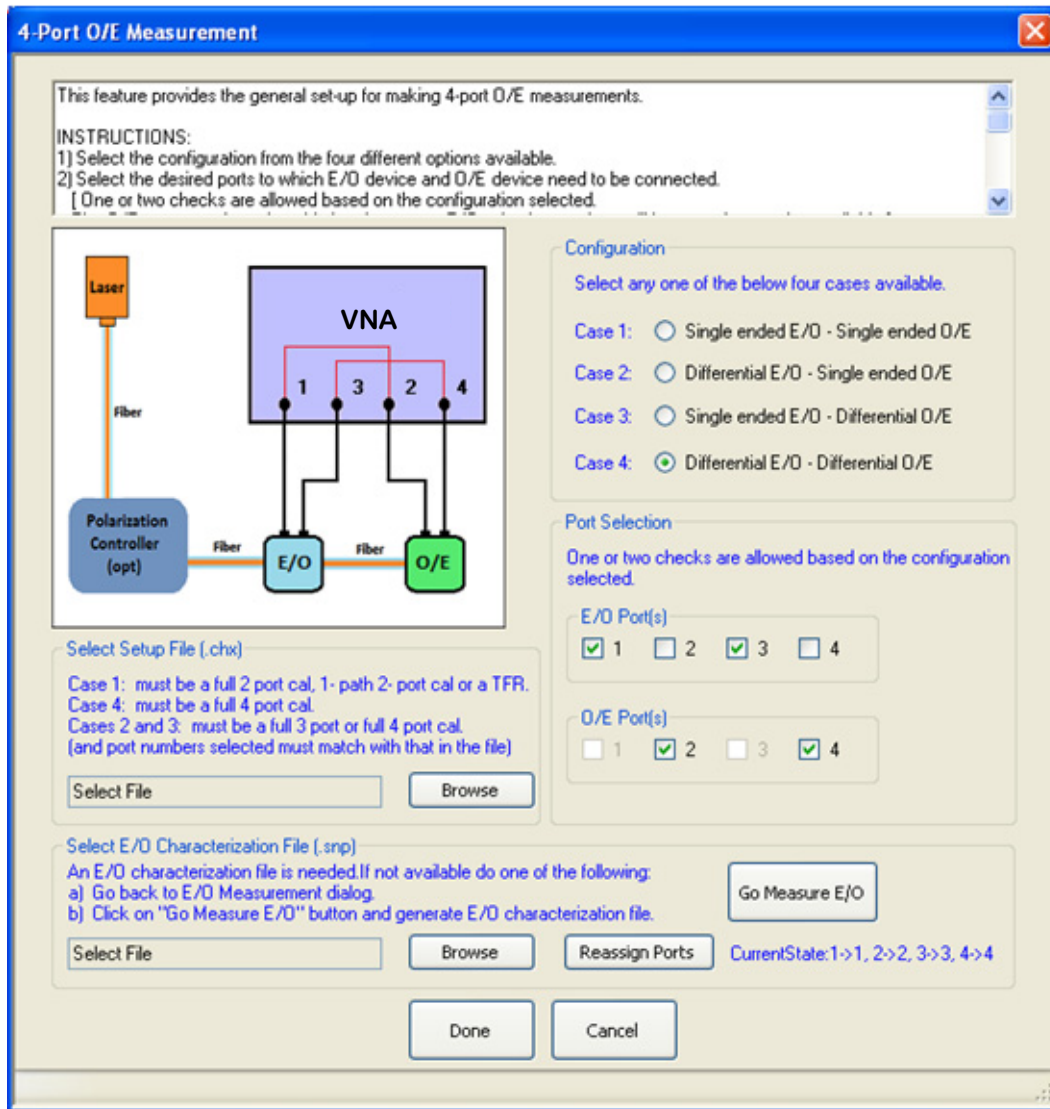 4-Port O/E Measurement
This feature provides the general set-up for making 4-port O/E measurements.
INSTRUCTIONS:
1) Select the configuration from the four different options available.
2) Select the desired ports to which E/O device and O/E device need to be connected.
[ One or two checks are allowed based on the configuration selected.
Laser
Fiber
VNA
1 3 2 4
Polarization
Controller
(opt)
Fiber
E/O
Fiber
O/E
Configuration
Select any one of the below four cases available.
Case 1: Single ended E/O - Single ended O/E
Case 2: Differential E/O - Single ended O/E
Case 3: Single ended E/O - Differential O/E
Case 4: Differential E/O - Differential O/E
Port Selection
One or two checks are allowed based on the configuration
selected.
E/O Port(s)
1 2 3 4
O/E Port(s)
1 2 3 4
Select Setup File (.chx)
Case 1: must be a full 2 port cal, 1- path 2- port cal or a TFR.
Case 4: must be a full 4 port cal.
Cases 2 and 3: must be a full 3 port or full 4 port cal.
(and port numbers selected must match with that in the file)
Select File
Browse
Select E/O Characterization File (.snp)
An E/O characterization file is needed.If not available do one of the following:
a) Go back to E/O Measurement dialog.
b) Click on "Go Measure E/O" button and generate E/O characterization file.
Go Measure E/O
Select File
Browse
Reassign Ports
CurrentState:1->1, 2->2, 3->3, 4->4
Done
Cancel